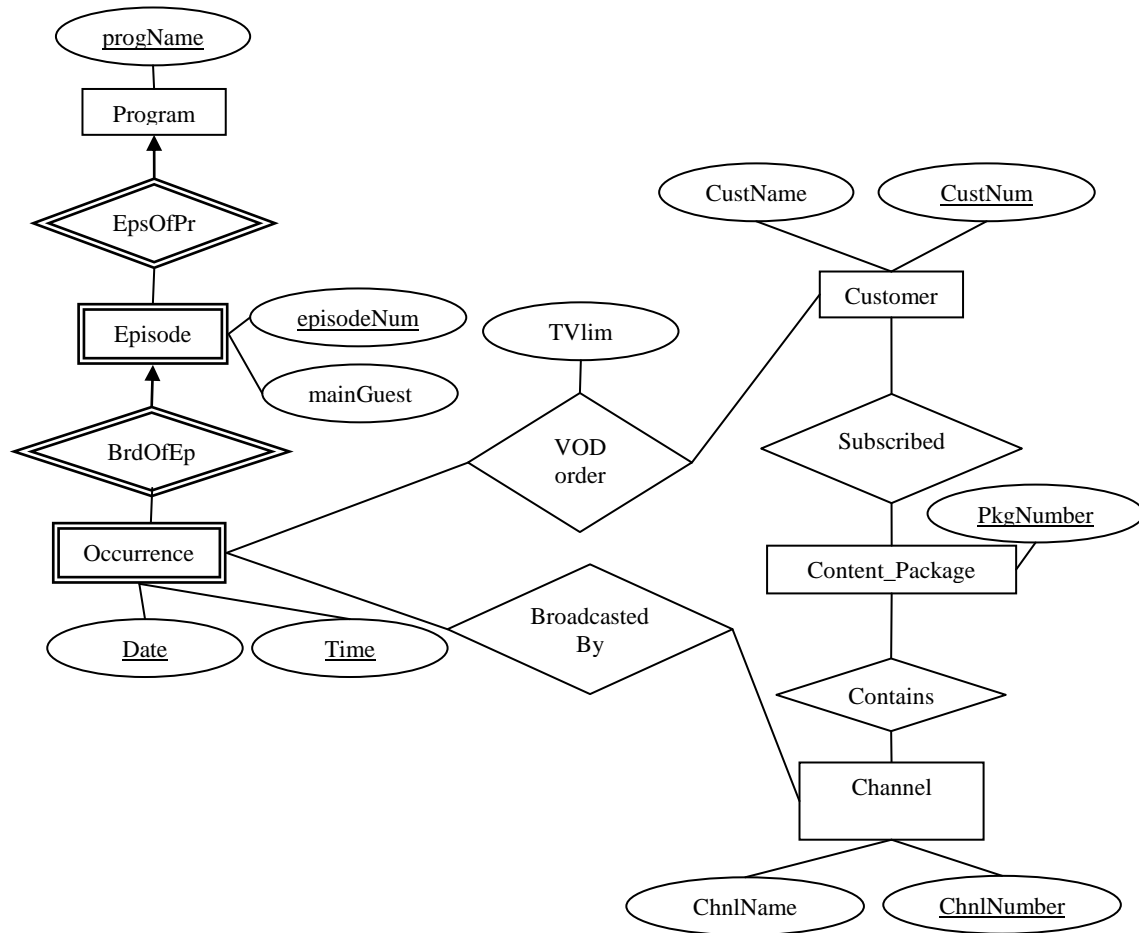 progName
Program
EpsOfPr
CustName
CustNum
Customer
Episode
episodeNum
TVlim
mainGuest
BrdOfEp
VOD
order
Subscribed
PkgNumber
Occurrence
Content_Package
Broadcasted
By
Date
Time
Contains
Channel
ChnlName
ChnlNumber